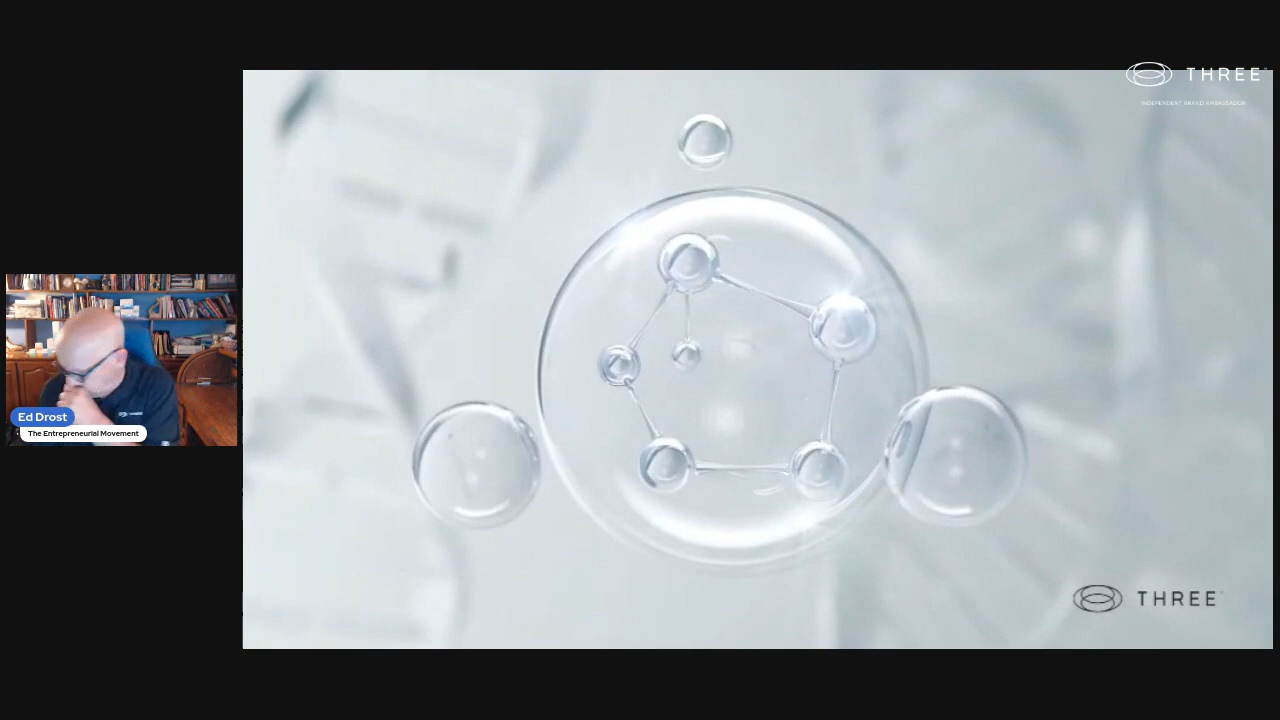 THREE
INDEPENDENT BRAND AMBASSADOR
Ed Drost
The Entrepreneurial Movement
THREE